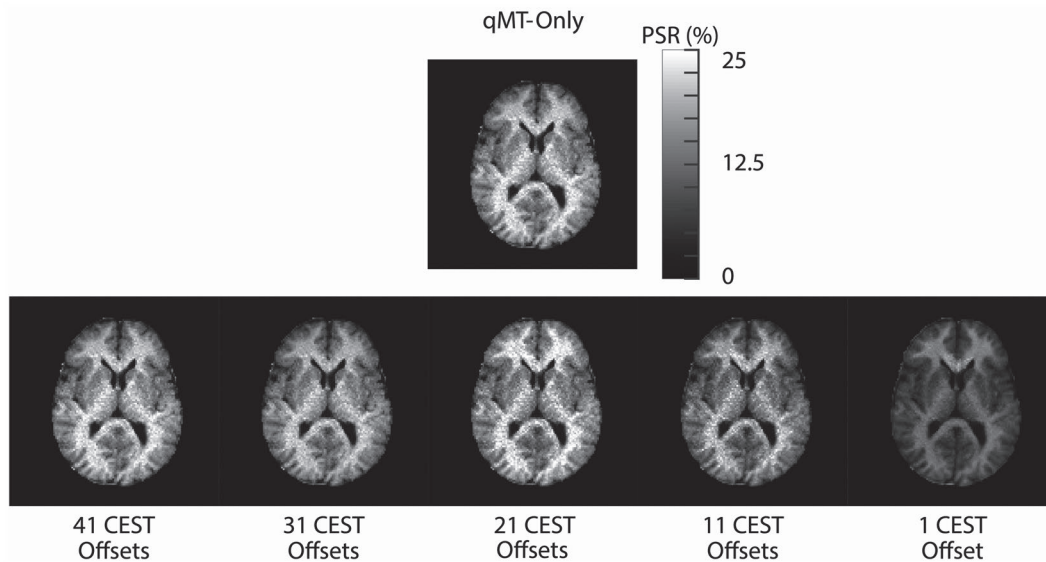 qMT-Only
PSR (%)
25
12.5
0
41 CEST
Offsets
31 CEST
Offsets
21 CEST
Offsets
11 CEST
Offsets
1 CEST
Offset